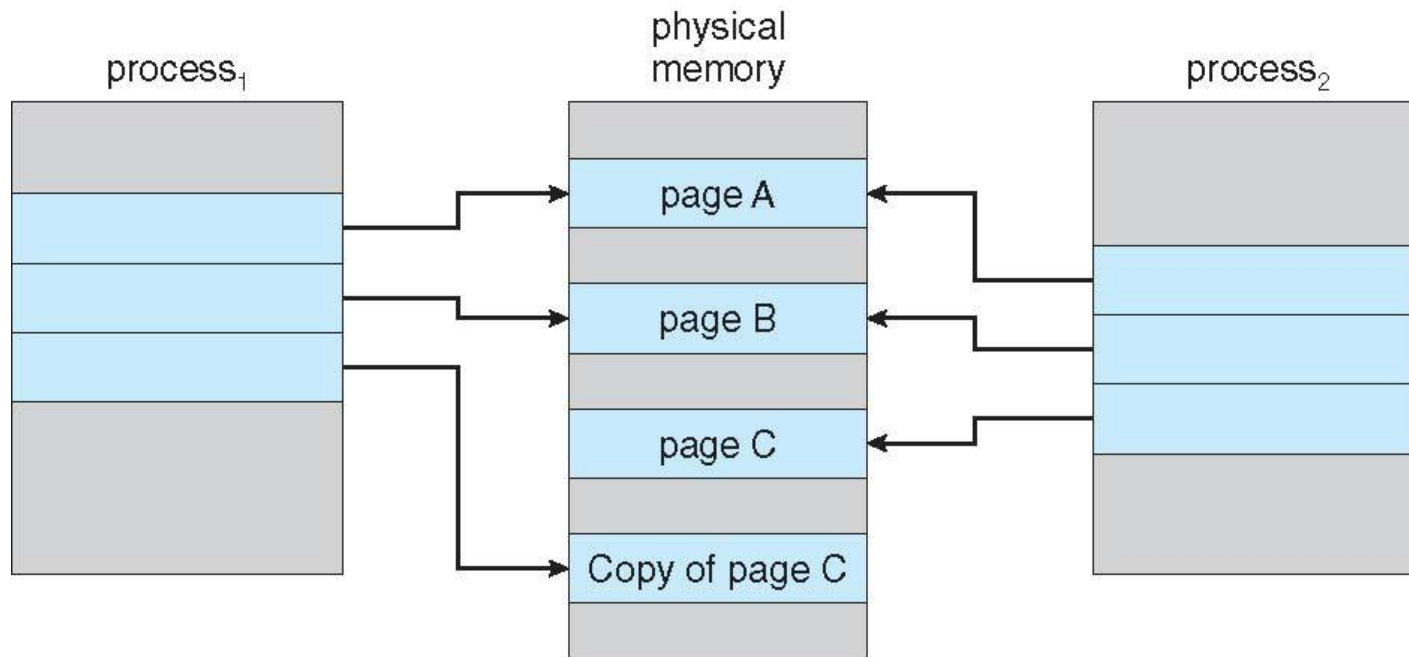 process₁
physical
memory
process₂
page A
page B
page C
Copy of page C